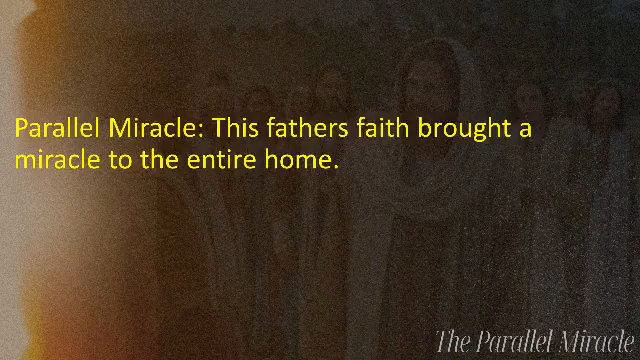 Parallel Miracle: This fathers faith brought a
miracle to the entire home.
The Parallel Miracle